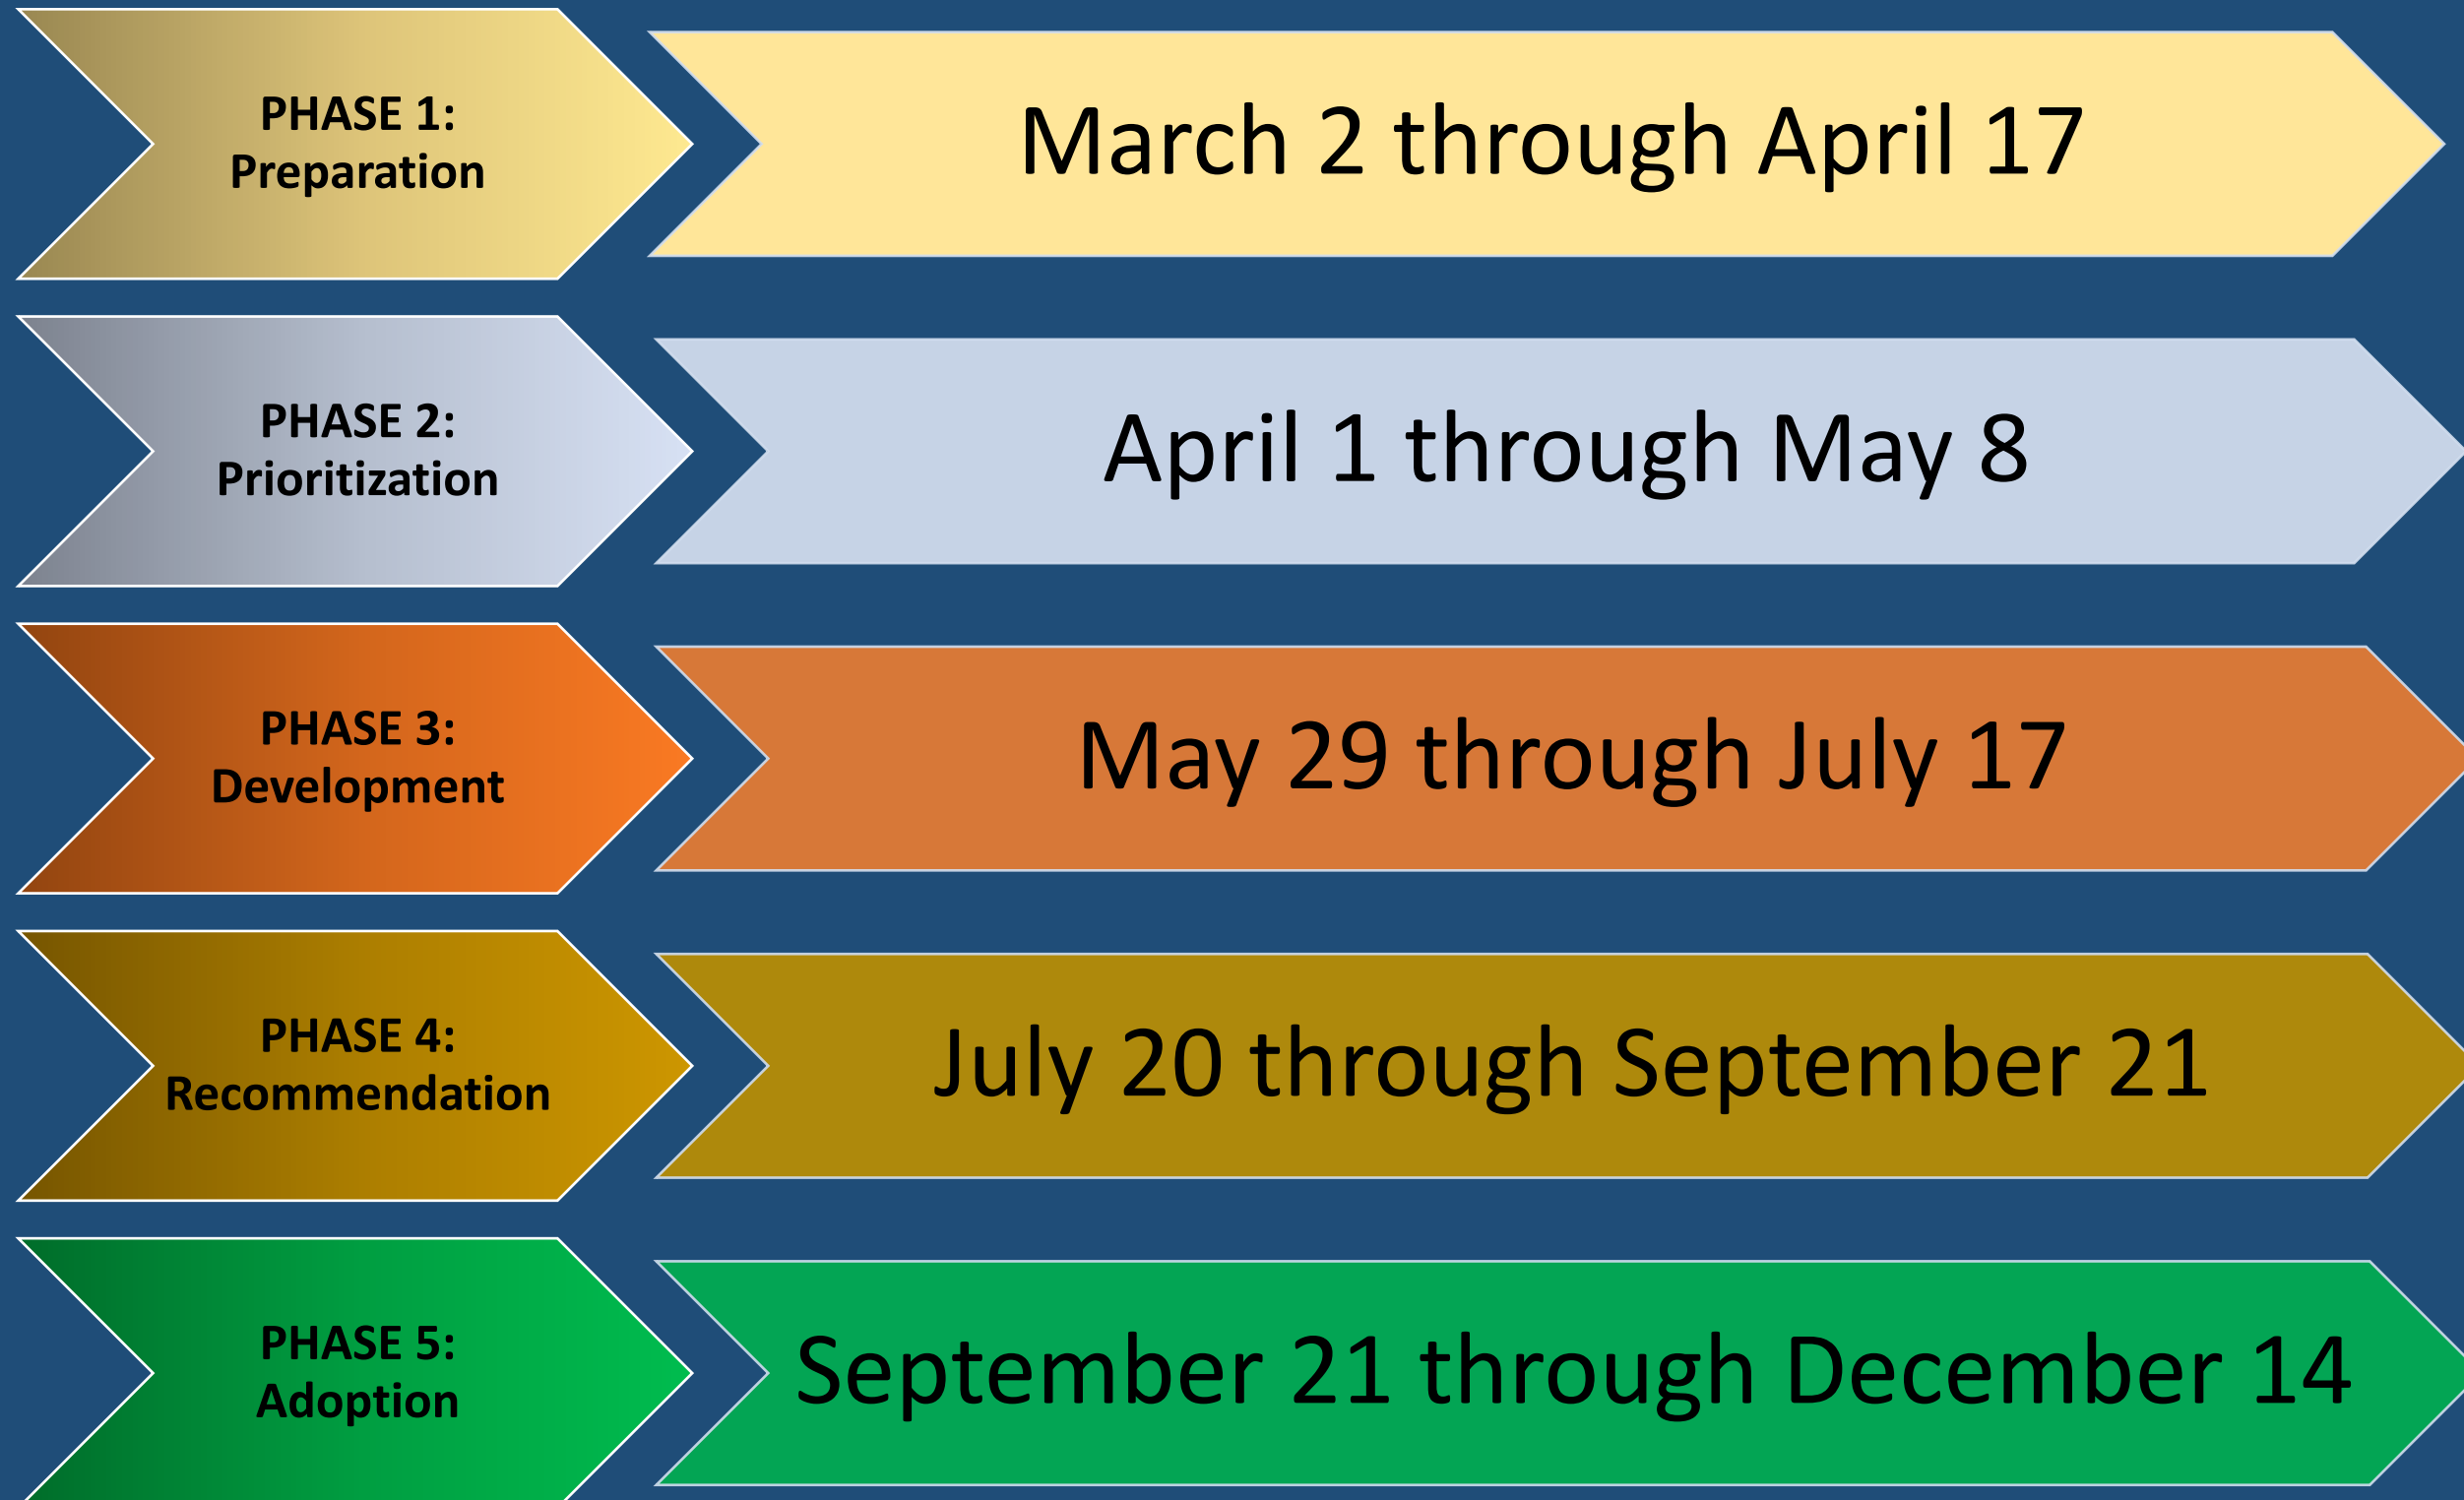 PHASE 1:
Preparation
March 2 through April 17
PHASE 2:
Prioritization
April 1 through May 8
PHASE 3:
Development
May 29 through July 17
PHASE 4:
Recommendation
July 20 through September 21
PHASE 5:
Adoption
September 21 through December 14